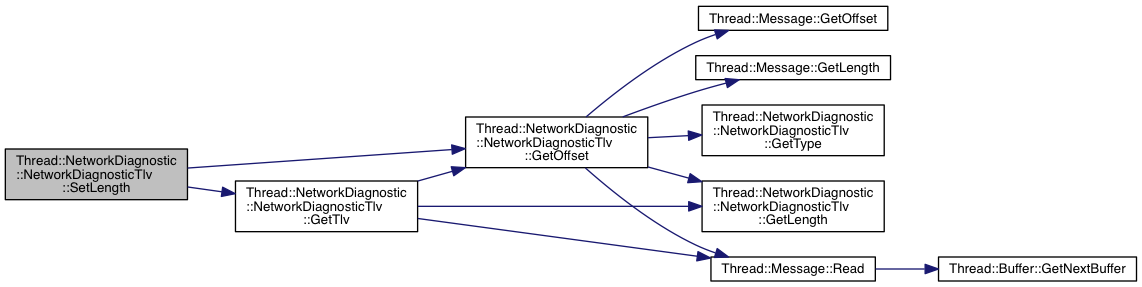 Thread::NetworkDiagnostic
::NetworkDiagnosticTlv
::SetLength
Thread::NetworkDiagnostic
::NetworkDiagnosticTlv
::GetTlv
Thread::NetworkDiagnostic
::NetworkDiagnosticTlv
::GetOffset
Thread::Message::GetOffset
Thread::Message::GetLength
Thread::NetworkDiagnostic
::NetworkDiagnosticTlv
::GetType
Thread::NetworkDiagnostic
::NetworkDiagnosticTlv
::GetLength
Thread::Message::Read
Thread::Buffer::GetNextBuffer